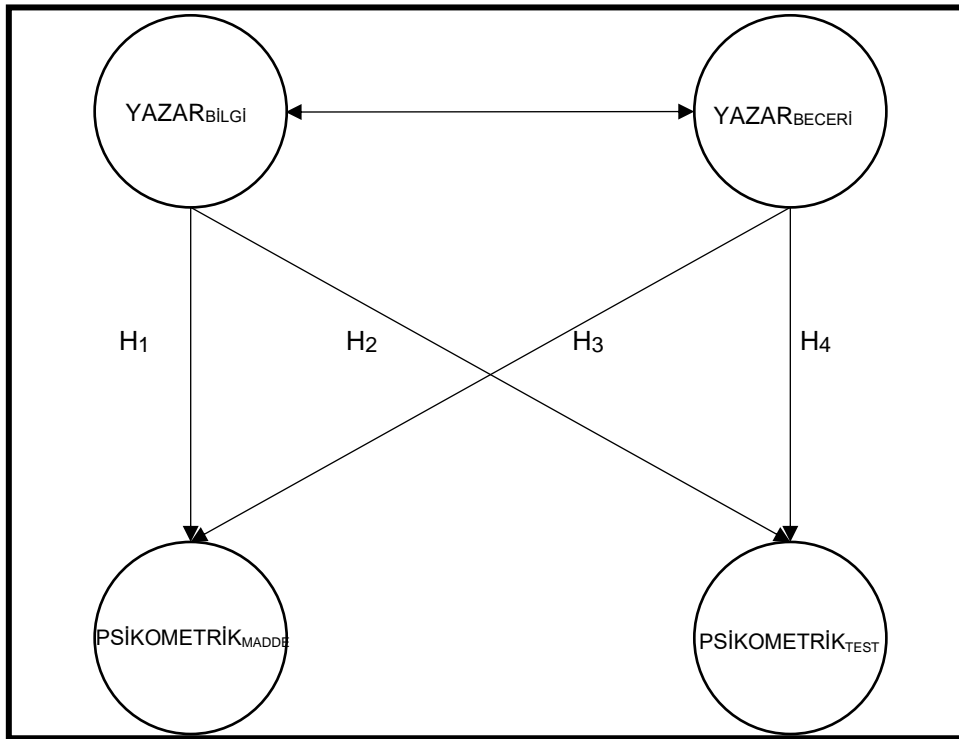 YAZARBİLGİ
YAZARBECERİ
H1
H2
H3
H4
PSİKOMETRİKMADDE
PSİKOMETRİKTEST